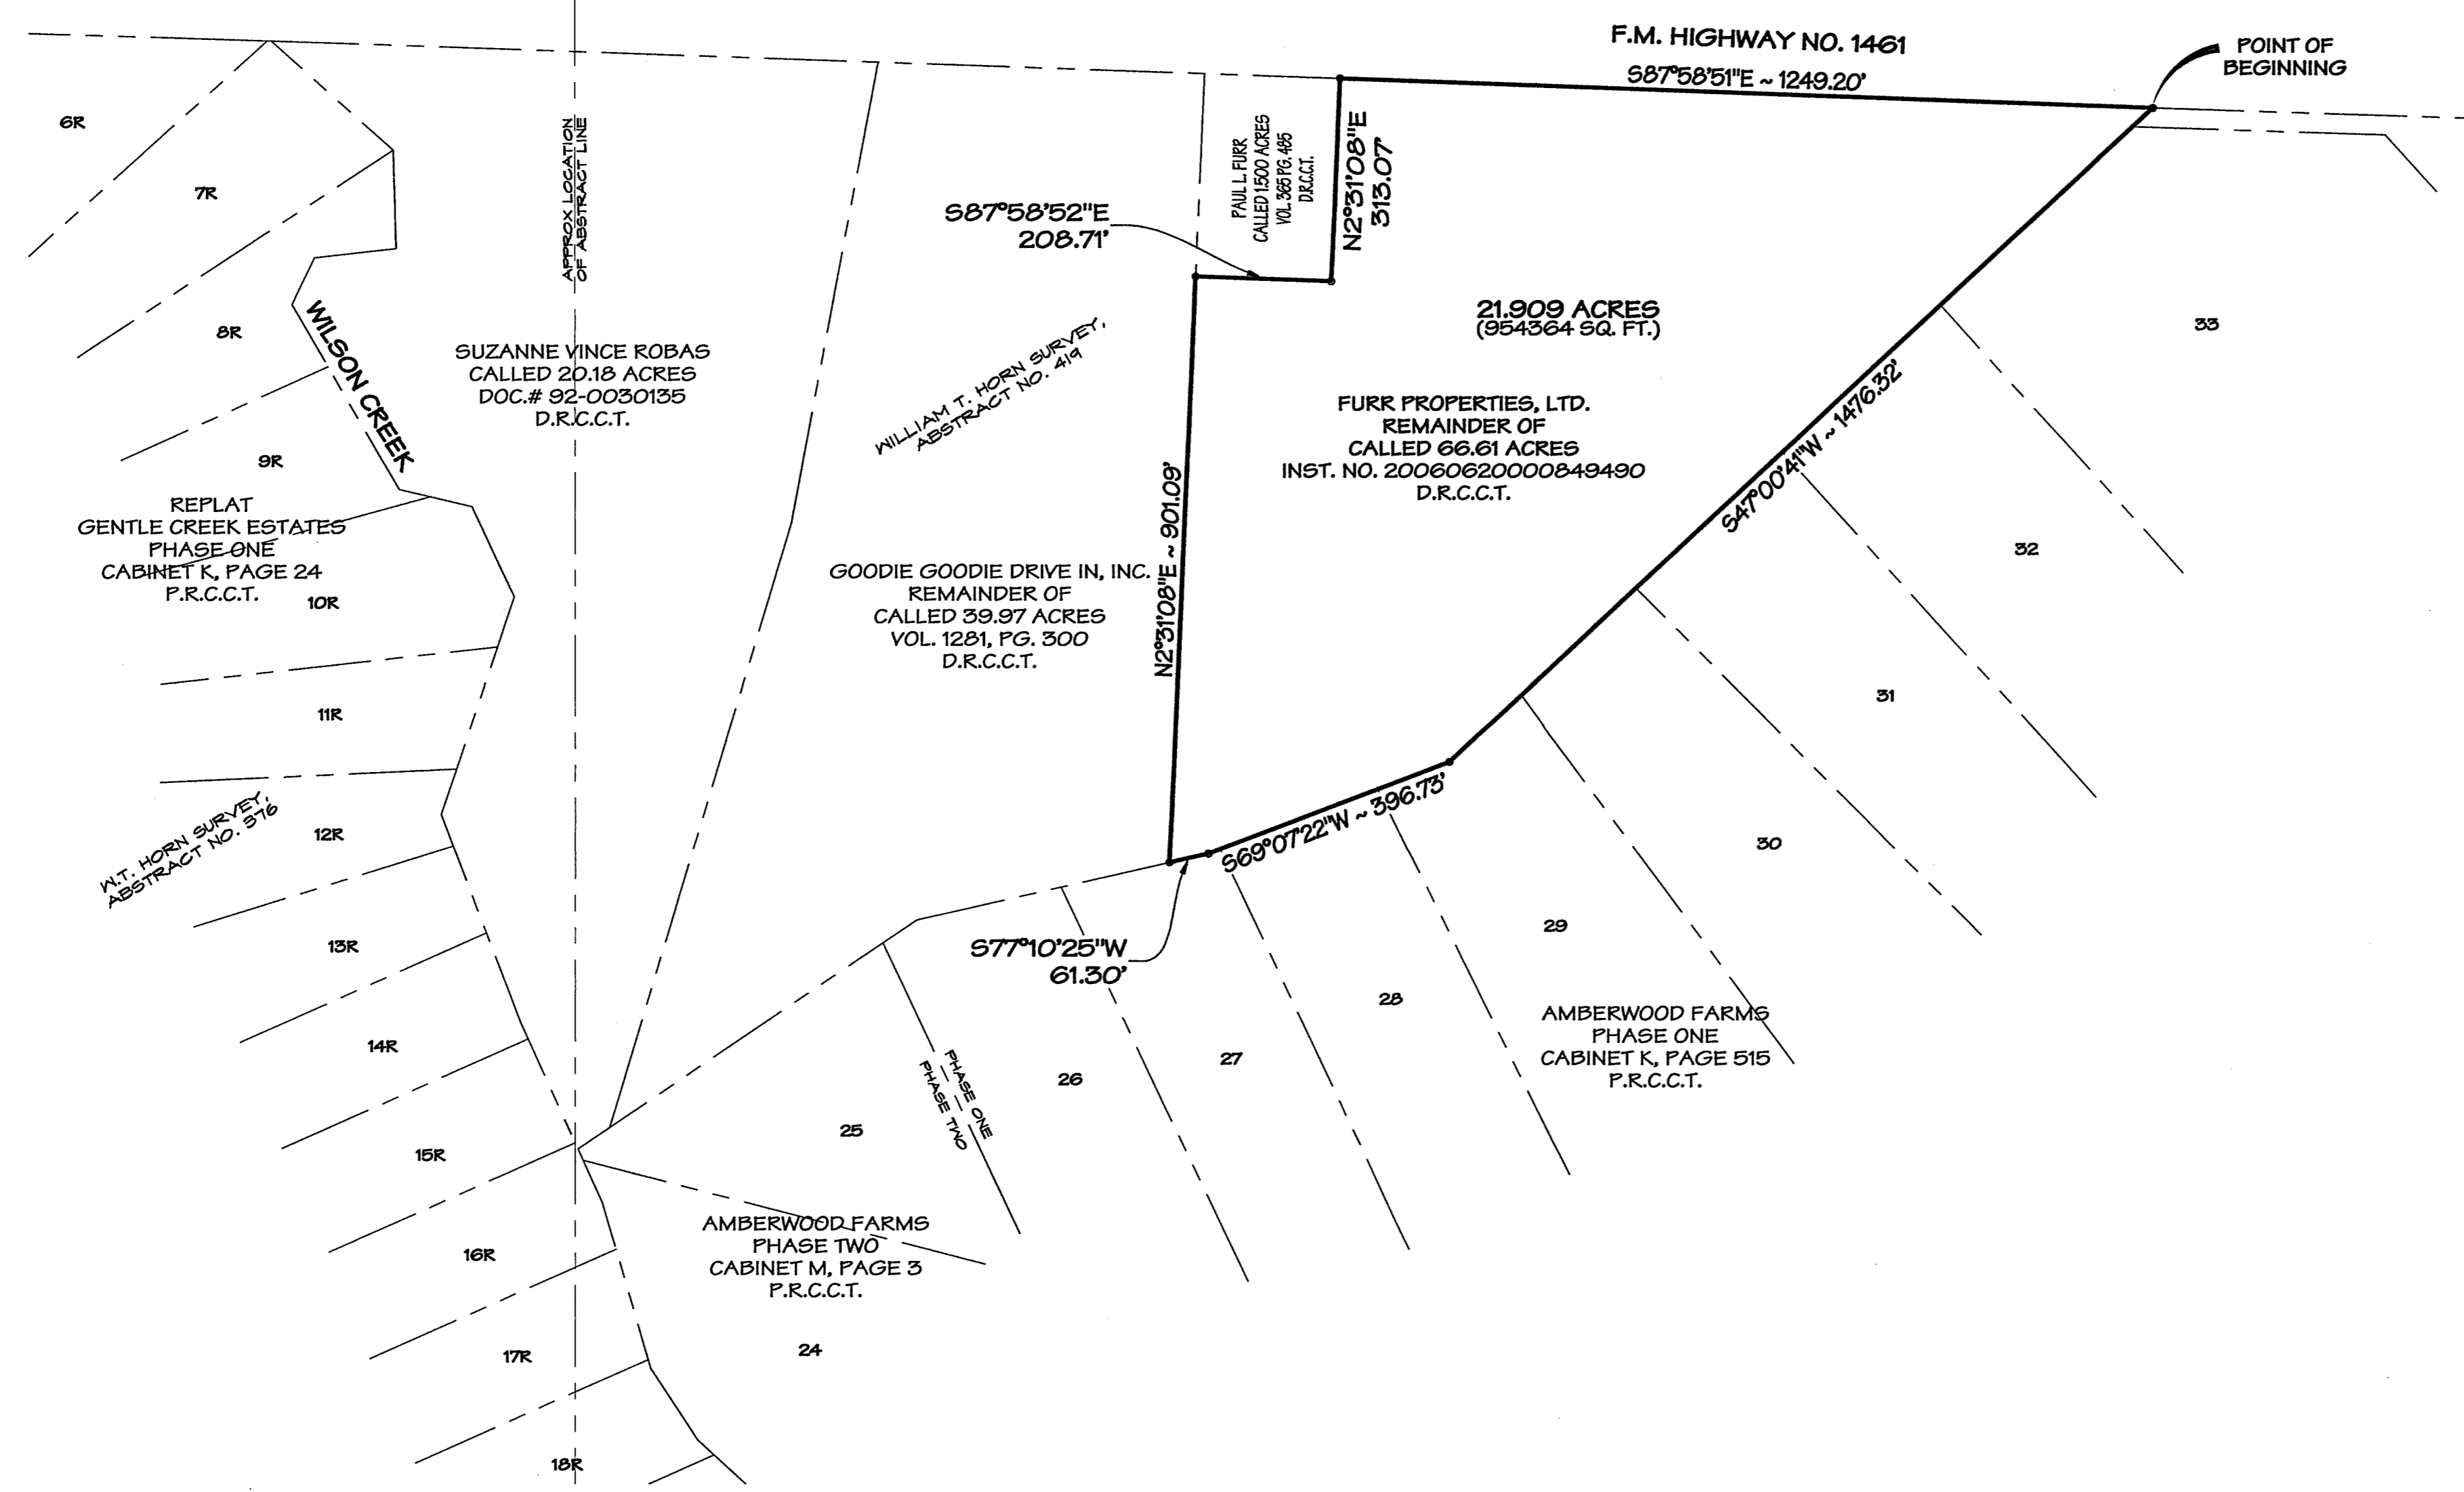 F.M. HIGHWAY NO. 1461
S87°58'51"E ~ 1249.20'
POINT OF
BEGINNING
6R
7R
8R
9R
WILSON CREEK
APPROX LOCATION
OF ABSTRACT LINE
SUZANNE VINCE ROBAS
CALLED 20.18 ACRES
DOC.# 92-0030135
D.R.C.C.T.
PAUL L. FURR
CALLED 1.500 ACRES
VOL. 365 PG. 485
D.R.C.C.T.
N2°31'08"E
313.07'
S87°58'52"E
208.71'
WILLIAM T. HORN SURVEY,
ABSTRACT NO. 419
21.909 ACRES
(954364 SQ. FT.)
FURR PROPERTIES, LTD.
REMAINDER OF
CALLED 66.61 ACRES
INST. NO. 20060620000849490
D.R.C.C.T.
S47°00'41"W ~ 1476.32'
33
32
31
30
29
28
27
26
25
24
REPLAT
GENTLE CREEK ESTATES
PHASE ONE
CABINET K, PAGE 24
P.R.C.C.T.
10R
11R
12R
13R
14R
15R
16R
17R
18R
GOODIE GOODIE DRIVE IN, INC.
REMAINDER OF
CALLED 39.97 ACRES
VOL. 1281, PG. 300
D.R.C.C.T.
N2°31'08"E ~ 901.09'
W.T. HORN SURVEY,
ABSTRACT NO. 376
S69°07'22"W ~ 396.73'
S77°10'25"W
61.30'
PHASE ONE
PHASE TWO
AMBERWOOD FARMS
PHASE ONE
CABINET K, PAGE 515
P.R.C.C.T.
AMBERWOOD FARMS
PHASE TWO
CABINET M, PAGE 3
P.R.C.C.T.